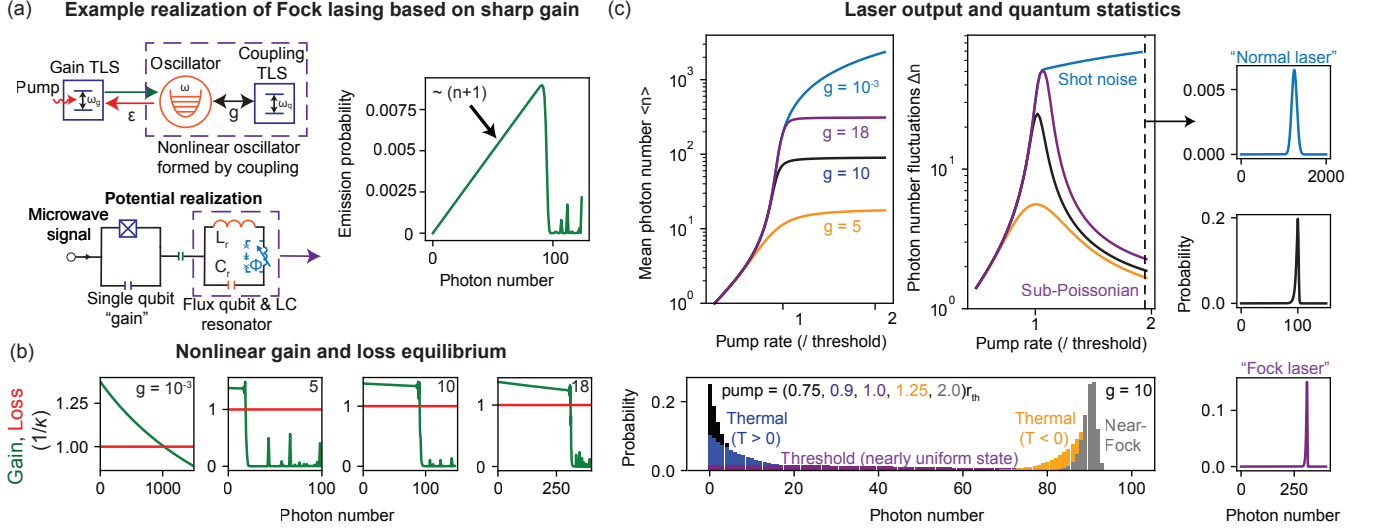 (a)
Example realization of Fock lasing based on sharp gain
Gain TLS
Pump
ω_g
ε
Oscillator
ω
g
Coupling
TLS
ω_q
Nonlinear oscillator
formed by coupling
Potential realization
Microwave
signal
L_r
C_r
Φ
Single qubit
“gain”
Flux qubit & LC
resonator
Emission probability
0.0075
0.005
0.0025
0
~ (n+1)
0
100
Photon number
(b)
Nonlinear gain and loss equilibrium
Gain, Loss
(1/κ)
1.25
1.00
g = 10⁻³
0
1000
5
1
0
0
100
10
1
0
0
100
18
1
0
0
250
Photon number
Photon number
(c)
Laser output and quantum statistics
Mean photon number <n>
10³
10²
10¹
10⁰
g = 10⁻³
g = 18
g = 10
g = 5
1
2
Pump rate (/ threshold)
Photon number fluctuations Δn
10¹
10⁰
Shot noise
Sub-Poissonian
1
2
Pump rate (/ threshold)
“Normal laser”
0.005
0.000
0
2000
Probability
0.2
0.0
0
100
“Fock laser”
0.1
0.0
0
250
Photon number
Probability
0.2
0.0
pump = (0.75, 0.9, 1.0, 1.25, 2.0)r_th
g = 10
Thermal
(T > 0)
Thermal
(T < 0)
Near-
Fock
Threshold (nearly uniform state)
0
20
40
60
80
100
Photon number